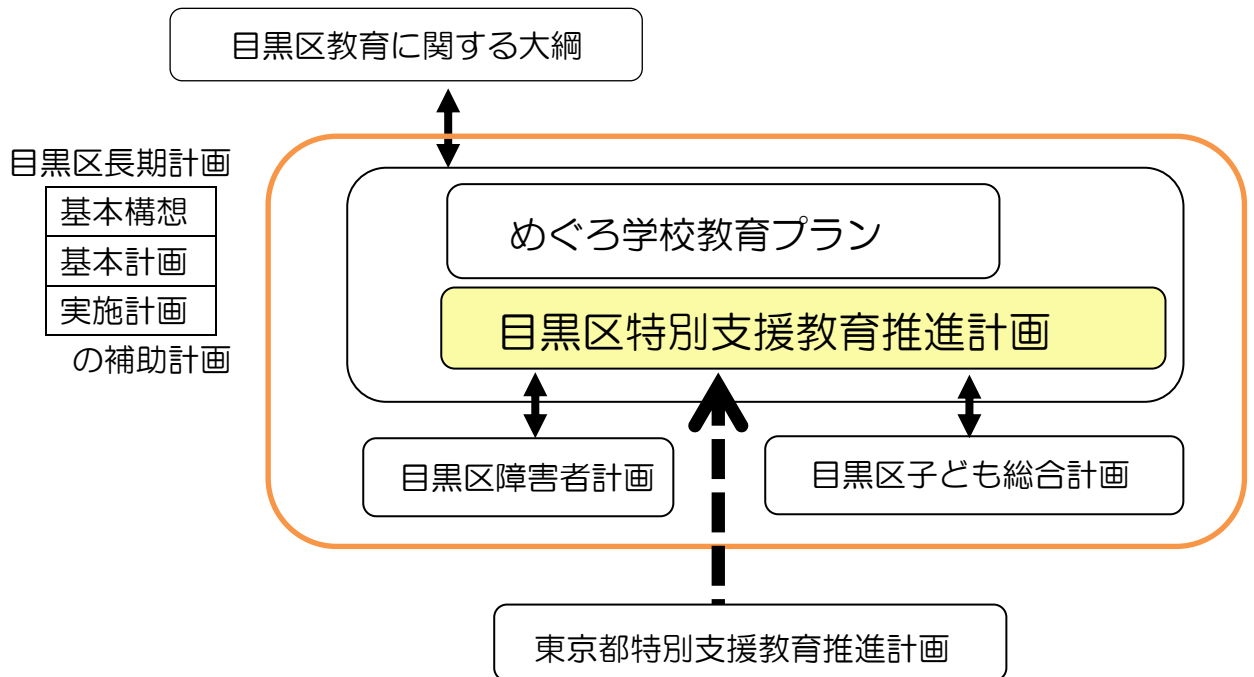 目黒区教育に関する大綱
目黒区長期計画
基本構想
基本計画
実施計画
の補助計画
めぐろ学校教育プラン
目黒区特別支援教育推進計画
目黒区障害者計画
目黒区子ども総合計画
東京都特別支援教育推進計画